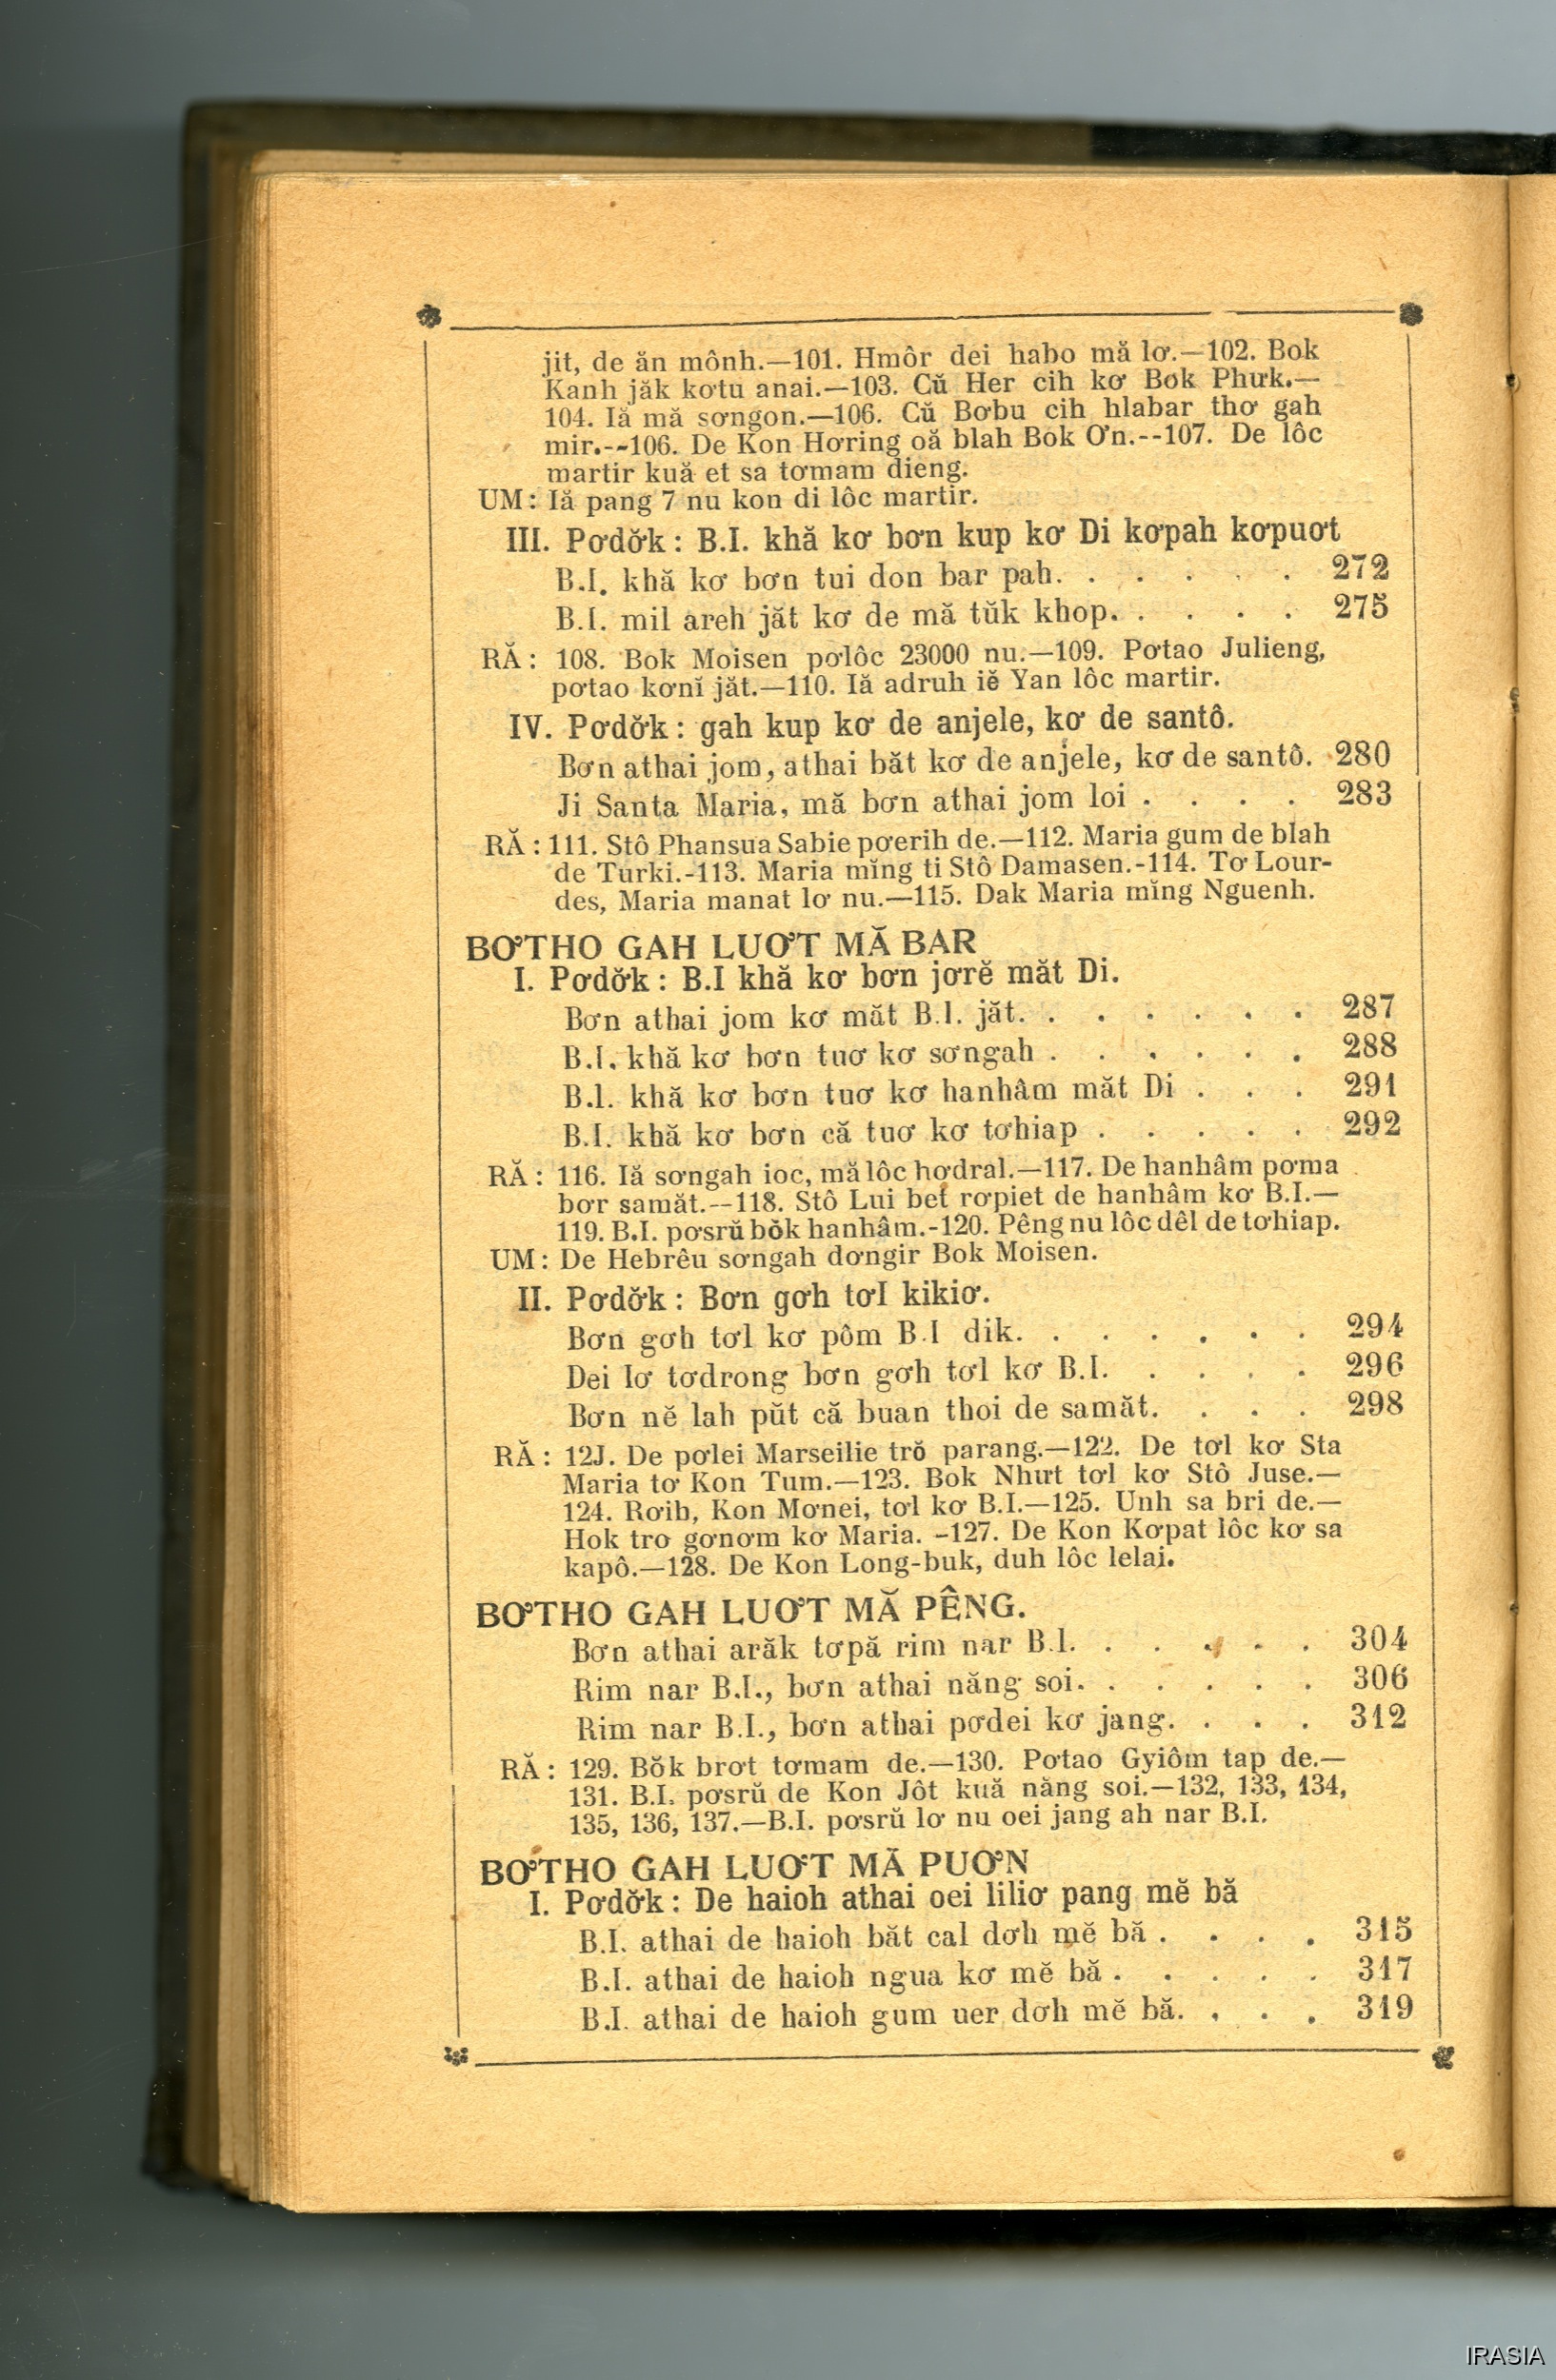 jit, de ăn mônh.—101. Hmôr dei habo mă lơ.—102. Bok
Kanh jăk kơtu anai.—103. Cŭ Her cih kơ Bok Phưk.—
104. Iă mă sơngon.—106. Cŭ Bơbu cih hlabar thơ gah
mir.--106. De Kon Hơring oă blah Bok Ơn.--107. De lôc
martir kuă et sa tơmam dieng.
UM: Iă pang 7 nu kon di lôc martir.
III. Pơdơ̆k: B.I. khă kơ bơn kup kơ Di kơpah kơpuơt
B.I. khă kơ bơn tui don bar pah. . . . . . 272
B.I. mil areh jăt kơ de mă tŭk khop. . . . . 275
RĂ: 108. Bok Moisen pơlôc 23000 nu.—109. Pơtao Julieng,
pơtao kơnĭ jăt.—110. Iă adruh iĕ Yan lôc martir.
IV. Pơdơ̆k: gah kup kơ de anjele, kơ de santô.
Bơn athai jom, athai băt kơ de anjele, kơ de santô. 280
Ji Santa Maria, mă bơn athai jom loi . . . . 283
RĂ: 111. Stô Phansua Sabie pơerih de.—112. Maria gum de blah
de Turki.-113. Maria mĭng ti Stô Damasen.-114. Tơ Lour-
des, Maria manat lơ nu.—115. Dak Maria mĭng Nguenh.
BƠTHO GAH LUƠT MĂ BAR
I. Pơdơ̆k: B.I khă kơ bơn jơrĕ măt Di.
Bơn athai jom kơ măt B.I. jăt. . . . . . . 287
B.I. khă kơ bơn tuơ kơ sơngah . . . . . . 288
B.I. khă kơ bơn tuơ kơ hanhâm măt Di . . . 291
B.I. khă kơ bơn că tuơ kơ tơhiap . . . . . 292
RĂ: 116. Iă sơngah ioc, mă lôc hơdral.—117. De hanhâm pơma
bơr samăt.--118. Stô Lui bet rơpiet de hanhâm kơ B.I.—
119. B.I. pơsrŭ bŏk hanhâm.-120. Pêng nu lôc dêl de tơhiap.
UM: De Hebrêu sơngah dơngir Bok Moisen.
II. Pơdơ̆k: Bơn gơh tơl kikiơ.
Bơn gơh tơl kơ pôm B.I dik. . . . . . . 294
Dei lơ tơdrong bơn gơh tơl kơ B.I. . . . . 296
Bơn nĕ lah pŭt că buan thoi de samăt. . . . 298
RĂ: 12J. De pơlei Marseilie trŏ parang.—122. De tơl kơ Sta
Maria tơ Kon Tum.—123. Bok Nhưt tơl kơ Stô Juse.—
124. Rơih, Kon Mơnei, tơl kơ B.I.—125. Unh sa bri de.—
Hok trơ gơnơm kơ Maria. -127. De Kon Kơpat lôc kơ sa
kapô.—128. De Kon Long-buk, duh lôc lelai.
BƠTHO GAH LUƠT MĂ PÊNG.
Bơn athai arăk tơpă rim nar B.I. . . . . . 304
Rim nar B.I., bơn athai năng soi. . . . . . 306
Rim nar B.I., bơn athai pơdei kơ jang. . . . 312
RĂ: 129. Bŏk brơt tơmam de.—130. Pơtao Gyiôm tap de.—
131. B.I. pơsrŭ de Kon Jôt kuă năng soi.—132, 133, 134,
135, 136, 137.—B.I. pơsrŭ lơ nu oei jang ah nar B.I.
BƠTHO GAH LUƠT MĂ PUƠN
I. Pơdơ̆k: De haioh athai oei liliơ pang mĕ bă
B.I. athai de haioh băt cal dơh mĕ bă . . . . 315
B.I. athai de haioh ngua kơ mĕ bă . . . . . 317
B.I. athai de haioh gum uer dơh mĕ bă. . . . 319
IRASIA